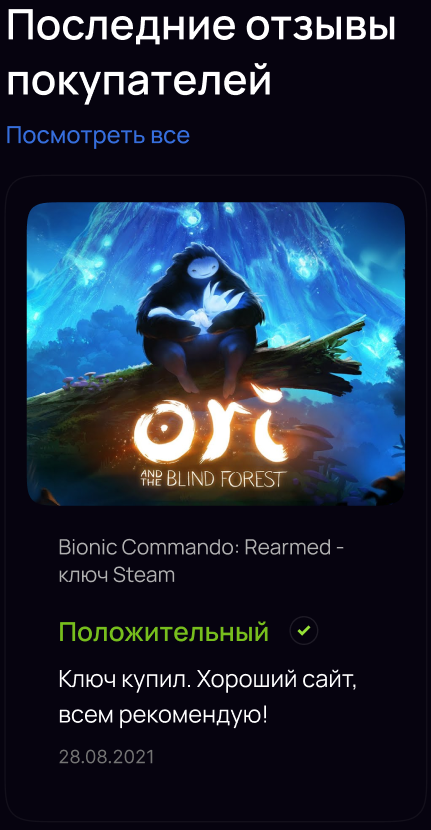 Последние отзывы
покупателей
Посмотреть все
ori
AND THE BLIND FOREST
Bionic Commando: Rearmed -
ключ Steam
Положительный
Ключ купил. Хороший сайт,
всем рекомендую!
28.08.2021